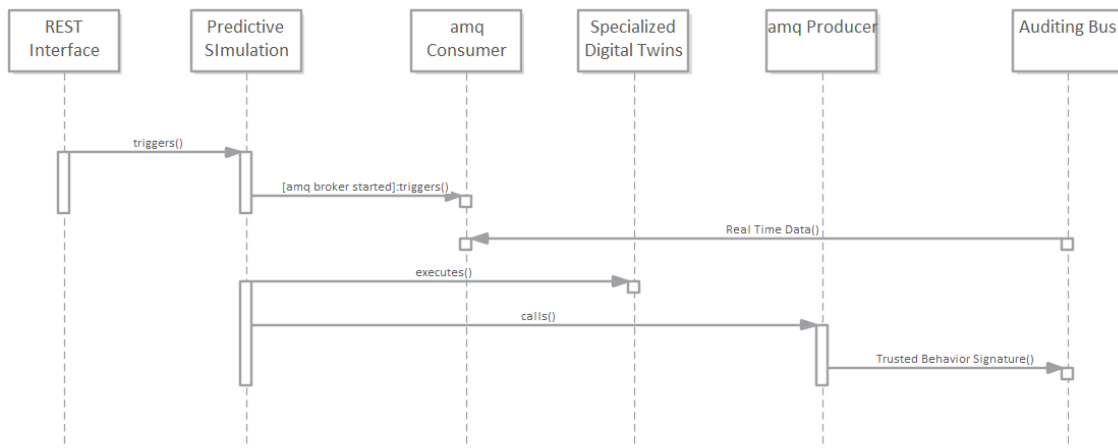 REST
Interface
Predictive
SImulation
amq
Consumer
Specialized
Digital Twins
amq Producer
Auditing Bus
triggers()
[amq broker started]:triggers()
Real Time Data()
executes()
calls()
Trusted Behavior Signature()